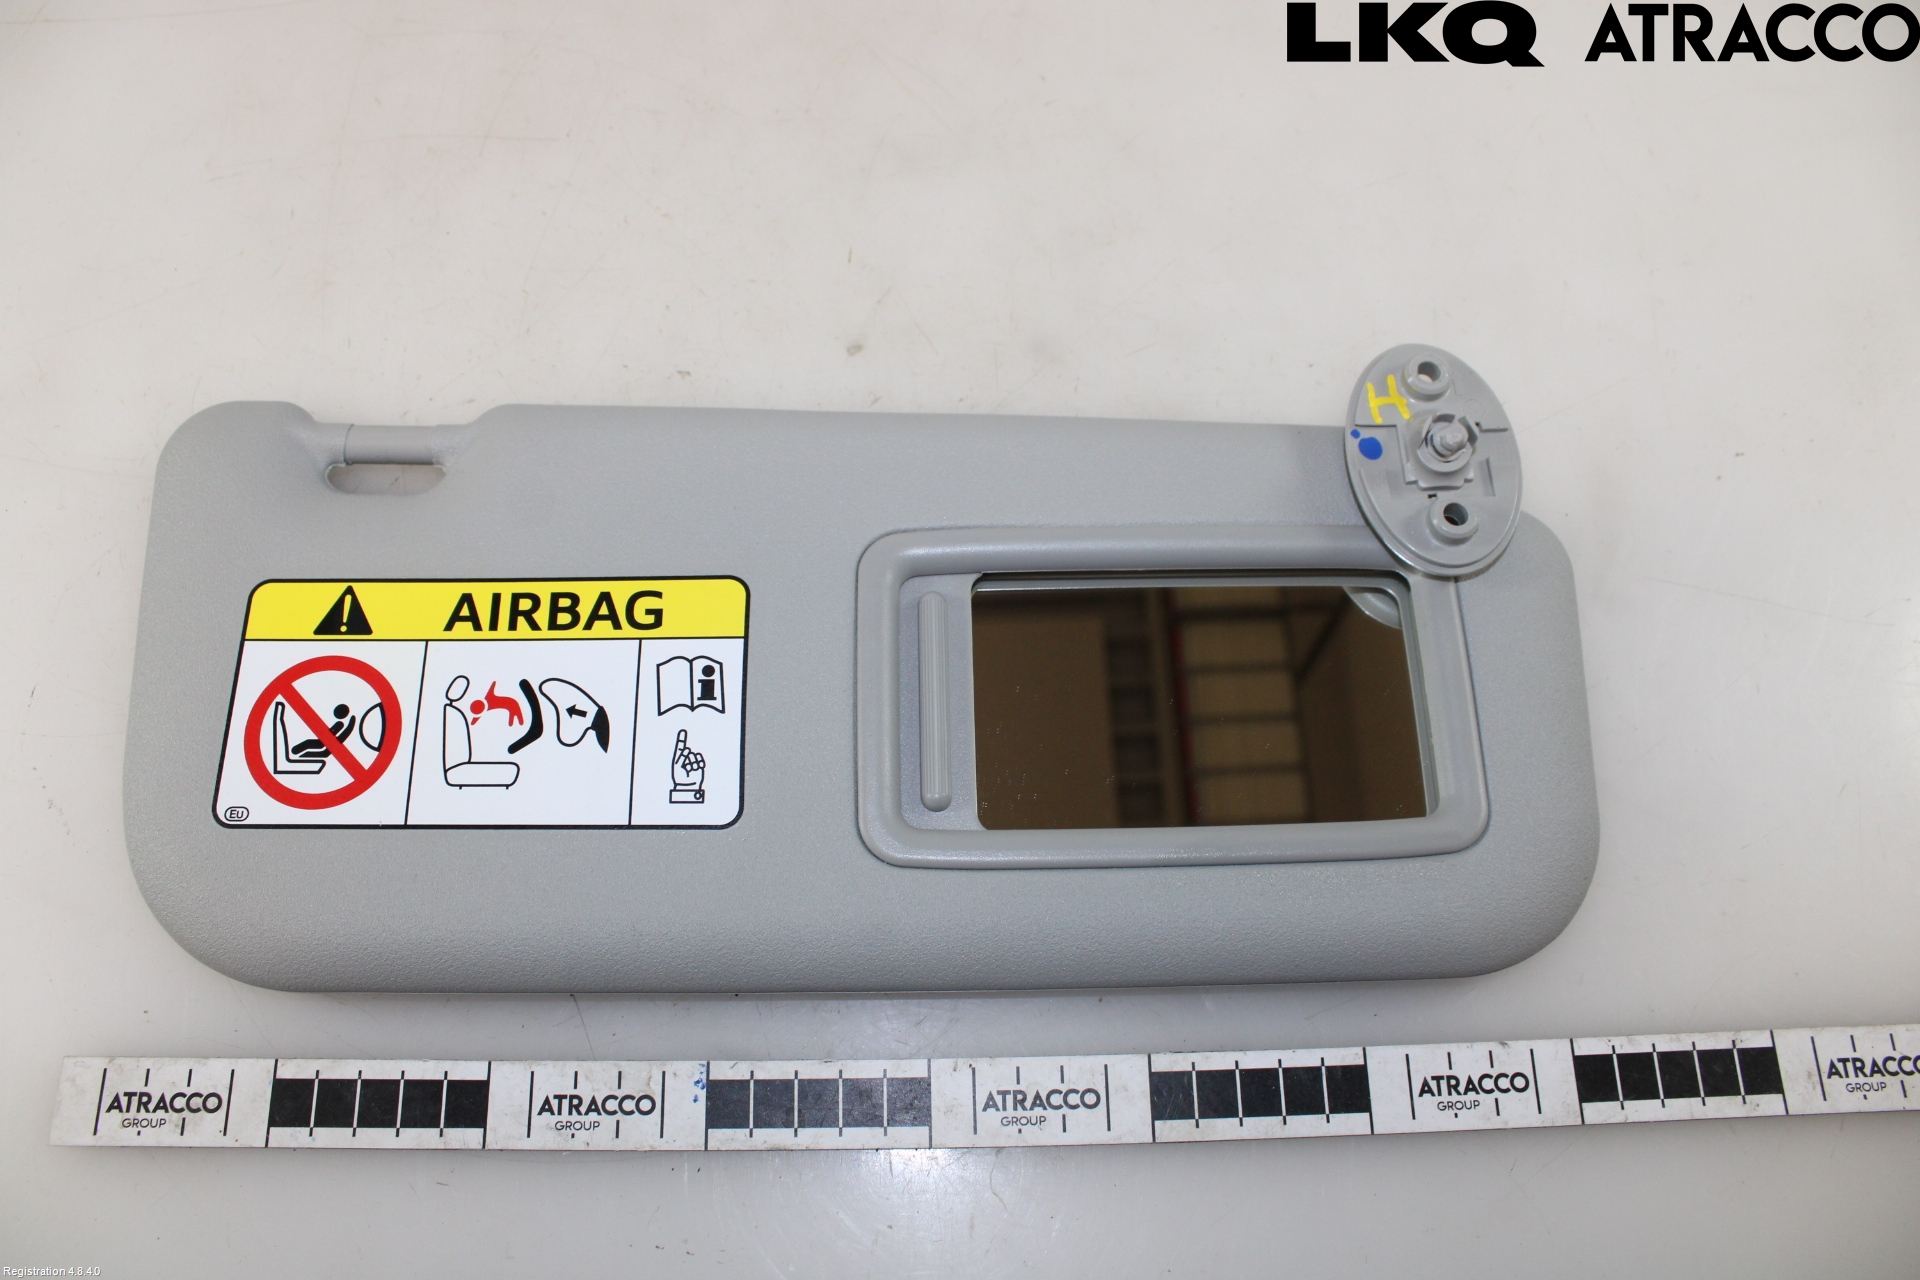 LKQ ATRACCO
H
AIRBAG
i
EU
ATRACCO
GROUP
ATRACCO
GROUP
ATRACCO
GROUP
ATRACCO
GROUP
ATRACCO
GROUP
Registration 4.8.4.0